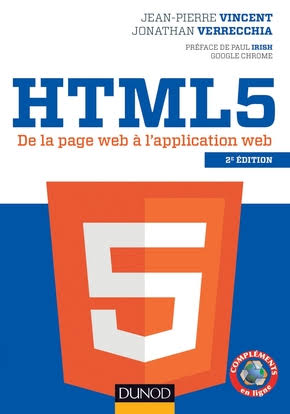 JEAN-PIERRE VINCENT
JONATHAN VERRECCHIA
PRÉFACE DE PAUL IRISH
GOOGLE CHROME
HTML5
De la page web à l'application web
2E ÉDITION
5
COMPLÉMENTS
en ligne
DUNOD